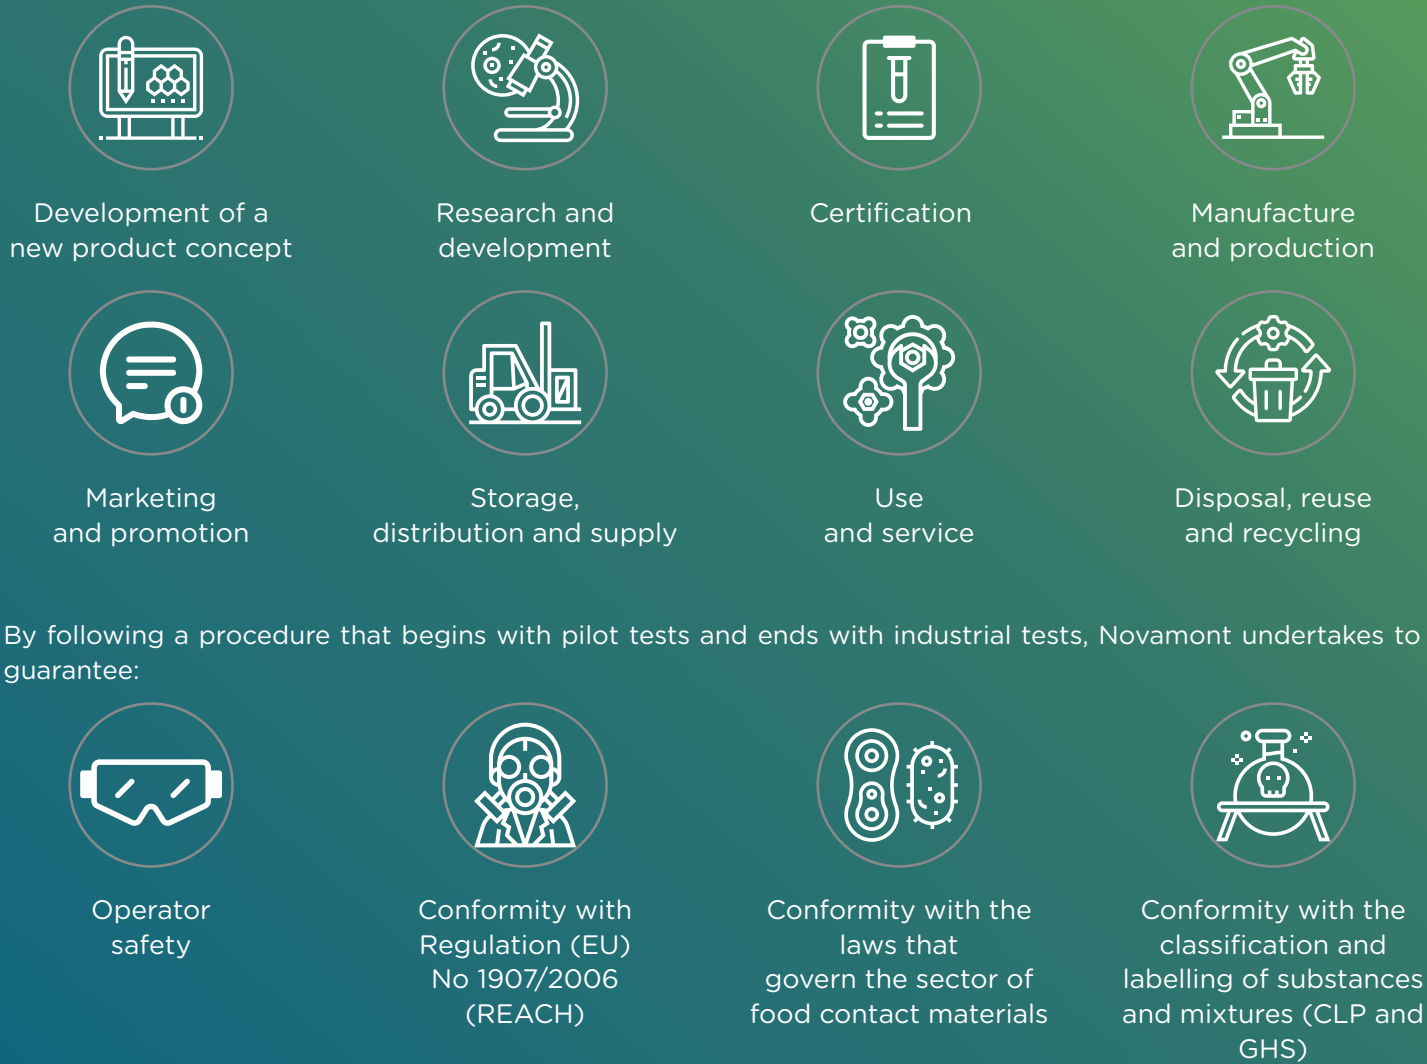 Development of a
new product concept
Research and
development
Certification
Manufacture
and production
Marketing
and promotion
Storage,
distribution and supply
Use
and service
Disposal, reuse
and recycling
By following a procedure that begins with pilot tests and ends with industrial tests, Novamont undertakes to
guarantee:
Operator
safety
Conformity with
Regulation (EU)
No 1907/2006
(REACH)
Conformity with the
laws that
govern the sector of
food contact materials
Conformity with the
classification and
labelling of substances
and mixtures (CLP and
GHS)